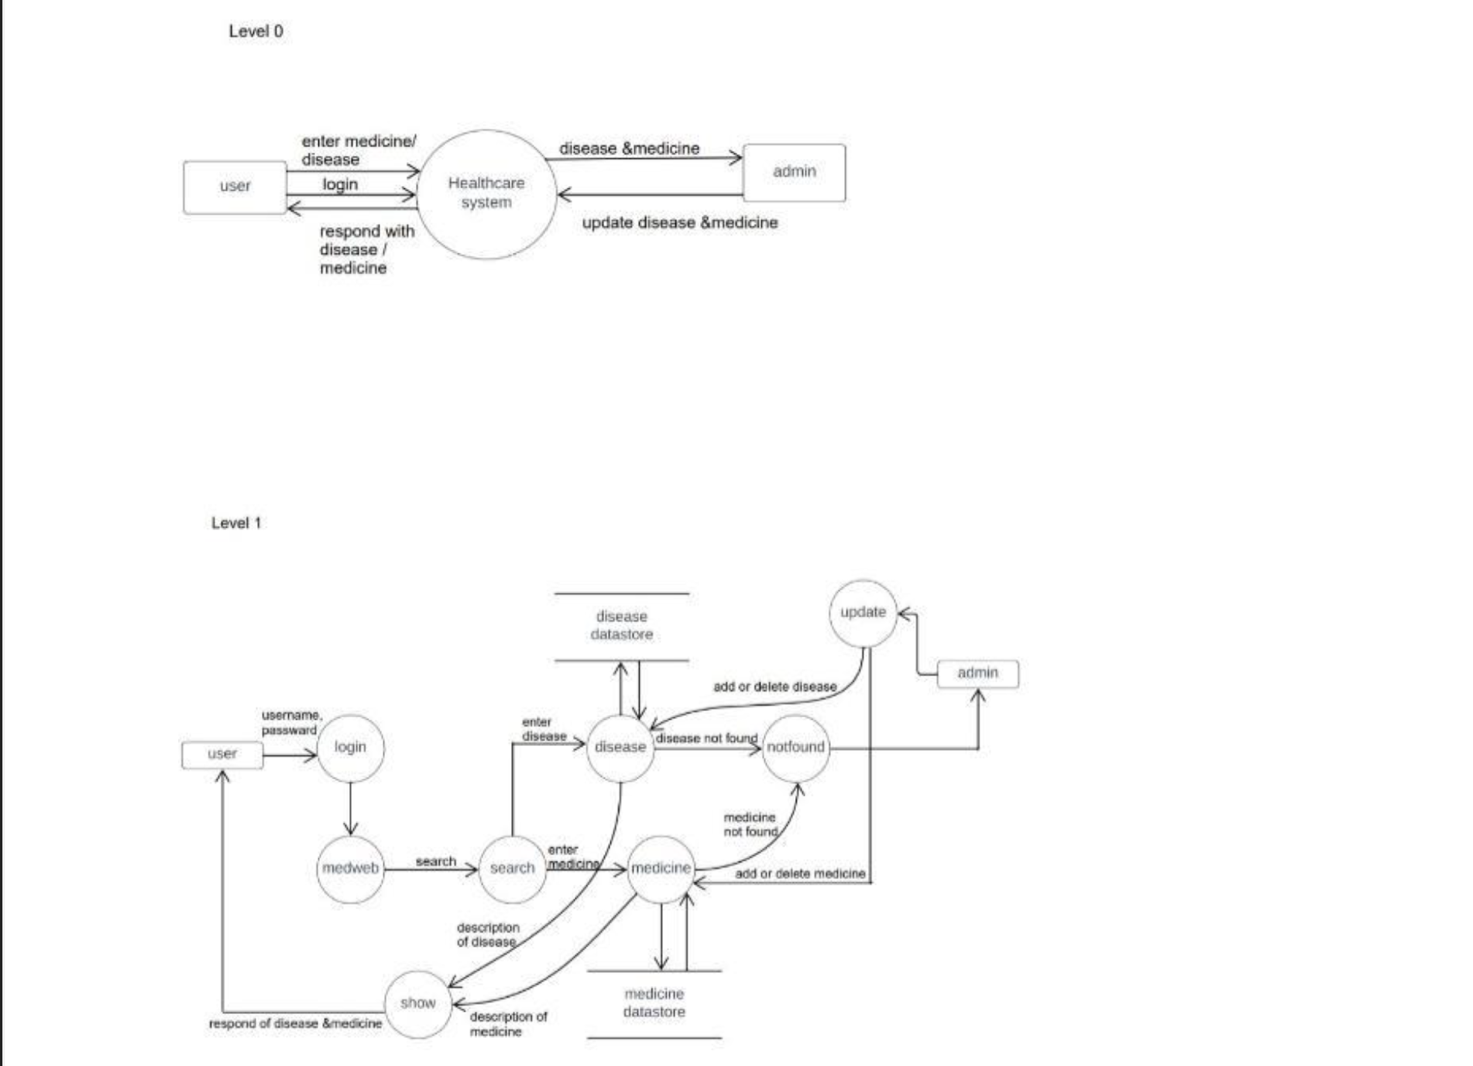 Level 0
enter medicine/
disease
user
login
respond with
disease /
medicine
Healthcare
system
disease &medicine
admin
update disease &medicine
Level 1
disease
datastore
update
add or delete disease
admin
username,
passward
login
user
enter
disease
disease
disease not found
notfound
medicine
not found
medweb
search
search
enter
medicine
medicine
add or delete medicine
description
of disease
show
respond of disease &medicine
description of
medicine
medicine
datastore